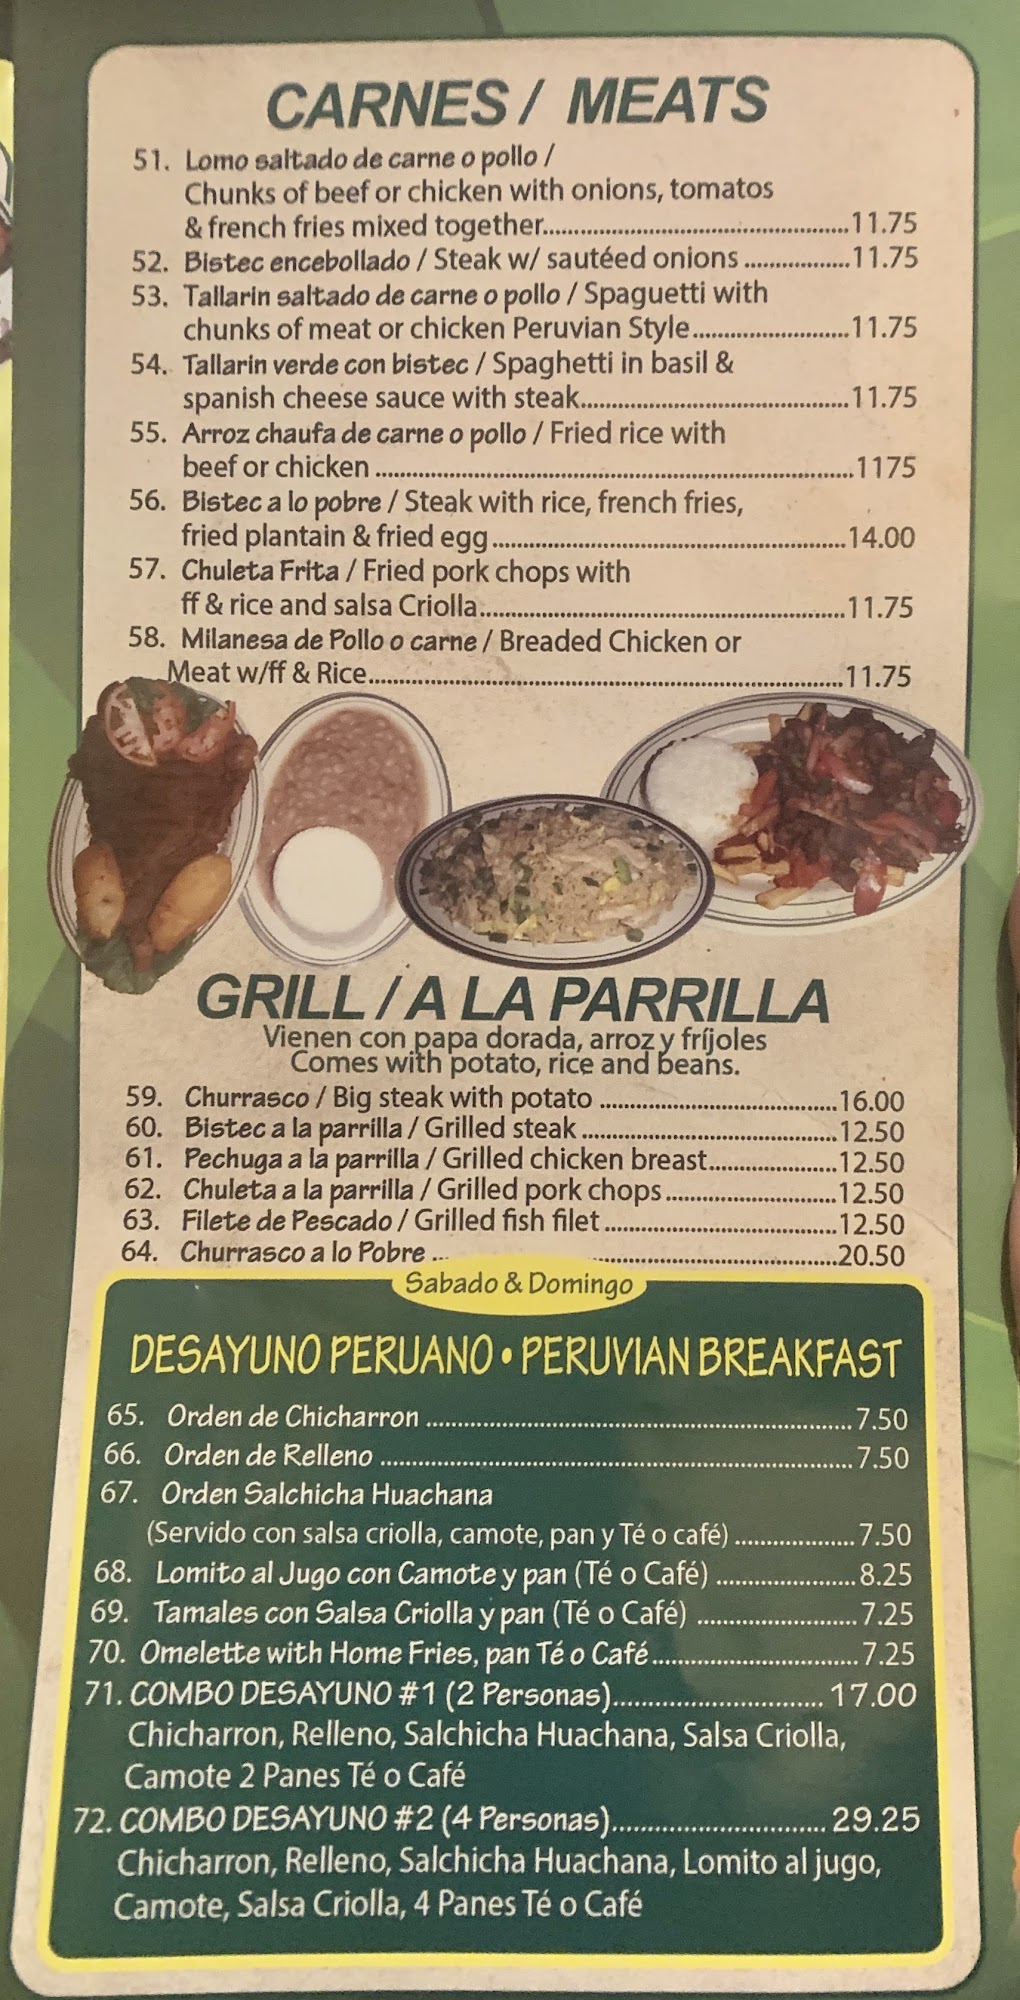 CARNES / MEATS
51. Lomo saltado de carne o pollo /
Chunks of beef or chicken with onions, tomatos
& french fries mixed together..........11.75
52. Bistec encebollado / Steak w/ sautéed onions ..........11.75
53. Tallarin saltado de carne o pollo / Spaguetti with
chunks of meat or chicken Peruvian Style..........11.75
54. Tallarin verde con bistec / Spaghetti in basil &
spanish cheese sauce with steak..........11.75
55. Arroz chaufa de carne o pollo / Fried rice with
beef or chicken ..........1175
56. Bistec a lo pobre / Steak with rice, french fries,
fried plantain & fried egg..........14.00
57. Chuleta Frita / Fried pork chops with
ff & rice and salsa Criolla..........11.75
58. Milanesa de Pollo o carne / Breaded Chicken or
Meat w/ff & Rice..........11.75
GRILL / A LA PARRILLA
Vienen con papa dorada, arroz y fríjoles
Comes with potato, rice and beans.
59. Churrasco / Big steak with potato ..........16.00
60. Bistec a la parrilla / Grilled steak ..........12.50
61. Pechuga a la parrilla / Grilled chicken breast..........12.50
62. Chuleta a la parrilla / Grilled pork chops ..........12.50
63. Filete de Pescado / Grilled fish filet ..........12.50
64. Churrasco a lo Pobre ..........20.50
Sabado & Domingo
DESAYUNO PERUANO • PERUVIAN BREAKFAST
65. Orden de Chicharron ..........7.50
66. Orden de Relleno ..........7.50
67. Orden Salchicha Huachana
(Servido con salsa criolla, camote, pan y Té o café) ..........7.50
68. Lomito al Jugo con Camote y pan (Té o Café) ..........8.25
69. Tamales con Salsa Criolla y pan (Té o Café) ..........7.25
70. Omelette with Home Fries, pan Té o Café..........7.25
71. COMBO DESAYUNO #1 (2 Personas)..........17.00
Chicharron, Relleno, Salchicha Huachana, Salsa Criolla,
Camote 2 Panes Té o Café
72. COMBO DESAYUNO #2 (4 Personas)..........29.25
Chicharron, Relleno, Salchicha Huachana, Lomito al jugo,
Camote, Salsa Criolla, 4 Panes Té o Café